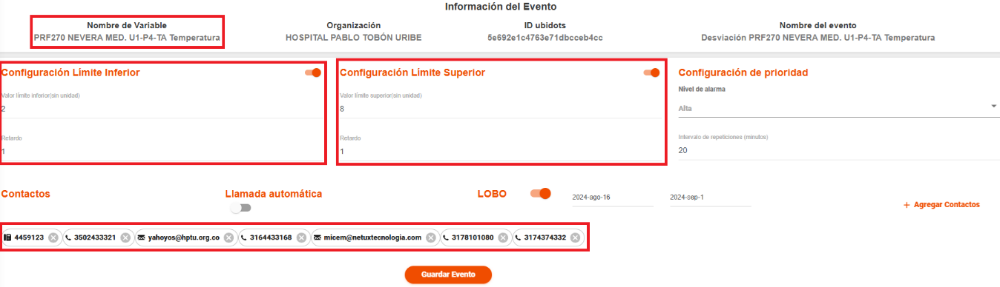 Información del Evento
Nombre de Variable Organización ID ubidots Nombre del evento
PRF270 NEVERA MED. U1-P4-TA Temperatura HOSPITAL PABLO TOBÓN URIBE 5e692e1c4763e71dbcceb4cc Desviación PRF270 NEVERA MED. U1-P4-TA Temperatura
Configuración Límite Inferior Configuración Límite Superior Configuración de prioridad
Nivel de alarma
Valor límite inferior(sin unidad) Valor límite superior(sin unidad)
2 8 Alta
Retardo Retardo Intervalo de repeticiones (minutos)
1 1 20
Contactos Llamada automática LOBO 2024-ago-16 2024-sep-1 + Agregar Contactos
4459123 3502433321 yahoyos@hptu.org.co 3164433168 micem@netuxtecnologia.com 3178101080 3174374332
Guardar Evento